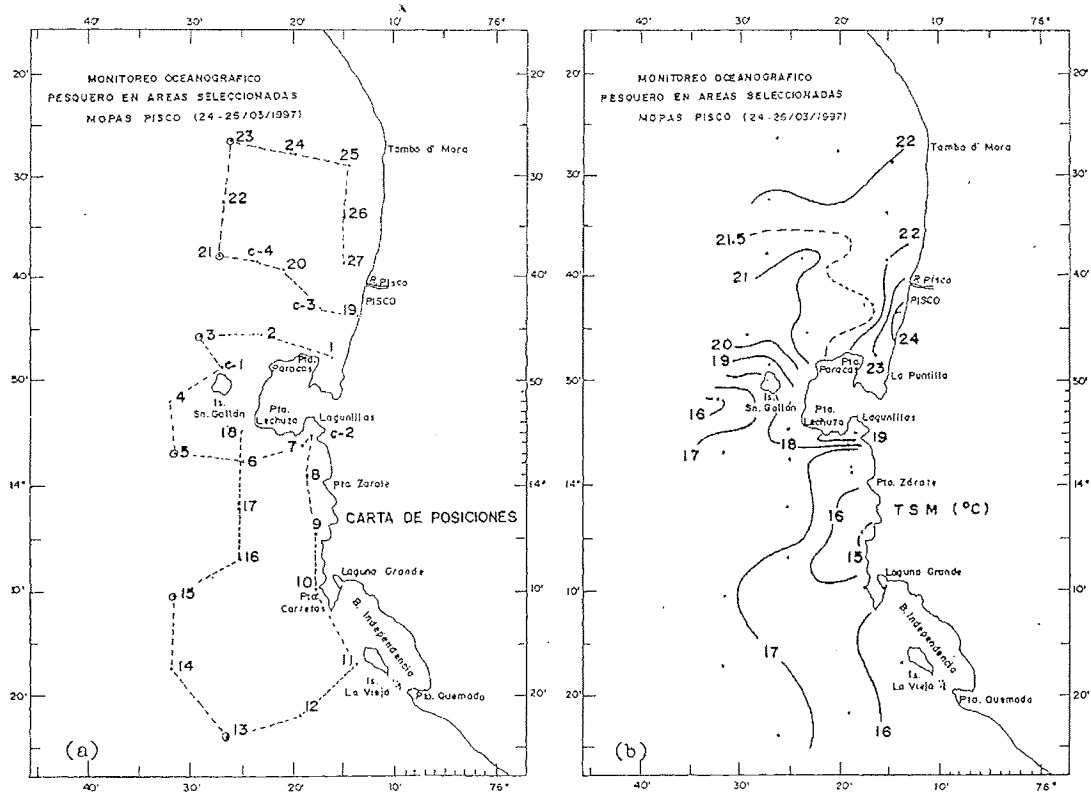 40' 20' 10' 76°
20'
MONITOREO OCEANOGRAFICO
PESQUERO EN AREAS SELECCIONADAS
MOPAS PISCO (24-26/03/1997)
23 24 25
Tambo d' Mora
30'
22 26
21 c-4 20 27
40'
R. Pisco
PISCO
c-3 19
3 2 1
c-1
Pta.
Paracas
50'
4
Is.
Sn. Gallán
Pta.
Lechuza
Lagunillas
18 c-2
5 6 7
8
14°
Pta Zarate
17 9
CARTA DE POSICIONES
16
15 10
10'
Laguna Grande
Pta
Carretas
B. Independencia
14 11
Is.
La Vieja
20'
Pta. Quemado
12
13
(a)
40' 30' 20' 10' 76°
40' 30' 20' 10' 76°
20'
MONITOREO OCEANOGRAFICO
PESQUERO EN AREAS SELECCIONADAS
MOPAS PISCO (24-26/03/1997)
22
Tambo d' Mora
30'
21.5 22
21
40'
R. Pisco
PISCO
24
20
19
Pta
Paracas
23
La Puntilla
50'
16
Is.
Sn. Gallán
Pta.
Lechuza
Lagunillas
17 18 19
14°
Pta. Zárate
16
TSM (°C)
15
Laguna Grande
10'
B. Independencia
17
Is.
La Vieja
20'
Pta. Quemada
16
(b)
40' 30' 20' 10' 76°